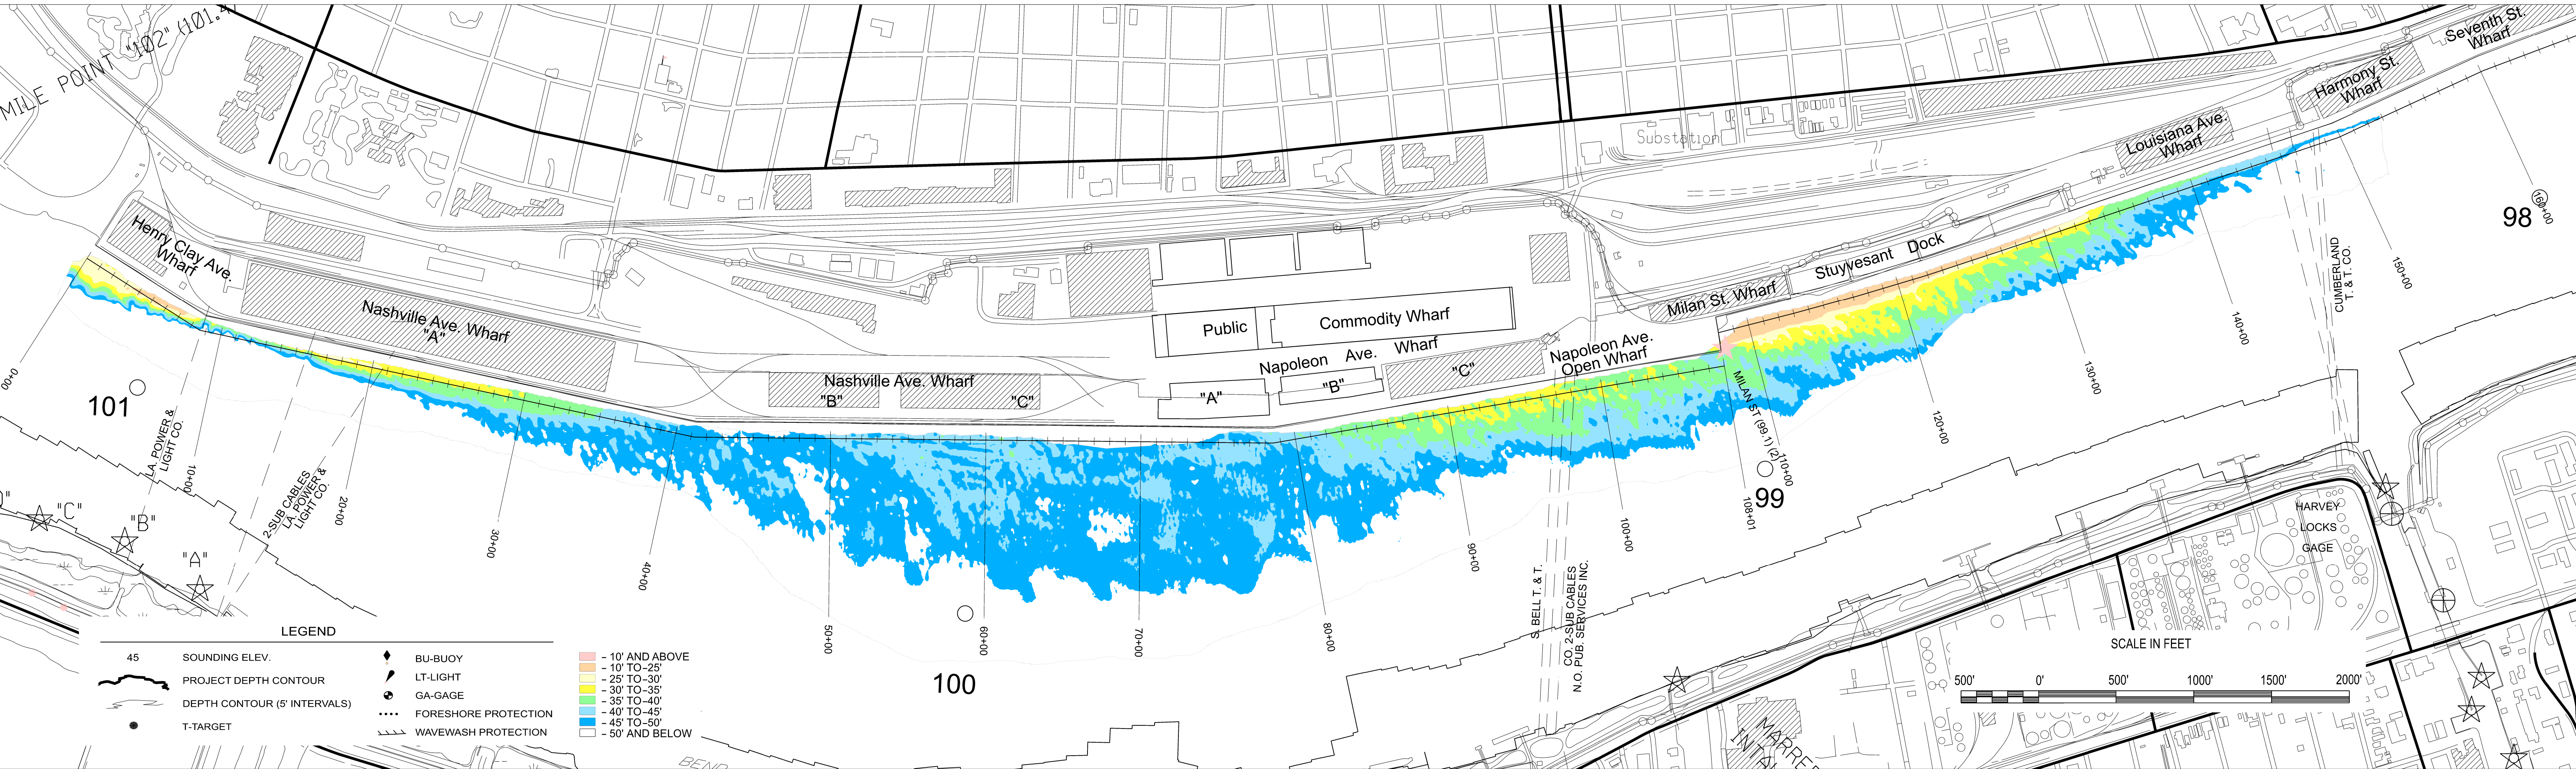 MILE POINT "102" (101.4
Seventh St.
Wharf
Harmony St.
Wharf
Substation
Louisiana Ave.
Wharf
Henry Clay Ave.
Wharf
Nashville Ave. Wharf
"A"
Stuyvesant Dock
Milan St. Wharf
Public
Commodity Wharf
Napoleon Ave. Wharf
"A"
"B"
"C"
Napoleon Ave.
Open Wharf
Nashville Ave. Wharf
"B"
"C"
98
99
100
101
0+00
10+00
20+00
30+00
40+00
50+00
60+00
70+00
80+00
90+00
100+00
108+01
110+00
120+00
130+00
140+00
150+00
160+00
MILAN ST (99.1) (2)
LA. POWER &
LIGHT CO.
2-SUB CABLES
LA. POWER &
LIGHT CO.
S. BELL T. & T.
CO. 2-SUB CABLES
N.O. PUB. SERVICES INC.
CUMBERLAND
T. & T. CO.
HARVEY
LOCKS
GAGE
"C"
"B"
"A"
LEGEND
45 SOUNDING ELEV.
PROJECT DEPTH CONTOUR
DEPTH CONTOUR (5' INTERVALS)
T-TARGET
BU-BUOY
LT-LIGHT
GA-GAGE
FORESHORE PROTECTION
WAVEWASH PROTECTION
- 10' AND ABOVE
- 10' TO-25'
- 25' TO-30'
- 30' TO-35'
- 35' TO-40'
- 40' TO-45'
- 45' TO-50'
- 50' AND BELOW
SCALE IN FEET
500' 0' 500' 1000' 1500' 2000'